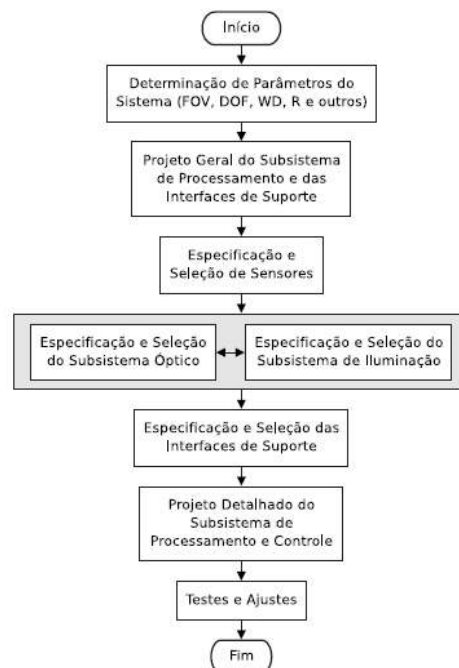 Início
Determinação de Parâmetros do
Sistema (FOV, DOF, WD, R e outros)
Projeto Geral do Subsistema
de Processamento e das
Interfaces de Suporte
Especificação e
Seleção de Sensores
Especificação e Seleção
do Subsistema Óptico
Especificação e Seleção do
Subsistema de Iluminação
Especificação e Seleção das
Interfaces de Suporte
Projeto Detalhado do
Subsistema de
Processamento e Controle
Testes e Ajustes
Fim